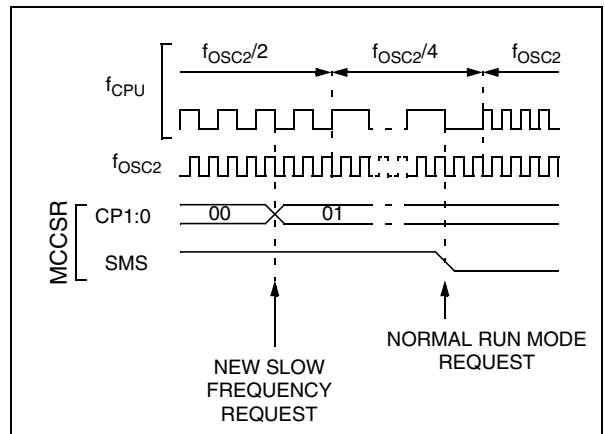 fOSC2/2 fOSC2/4 fOSC2
fCPU
fOSC2
MCCSR
CP1:0 00 01
SMS
NEW SLOW
FREQUENCY
REQUEST
NORMAL RUN MODE
REQUEST